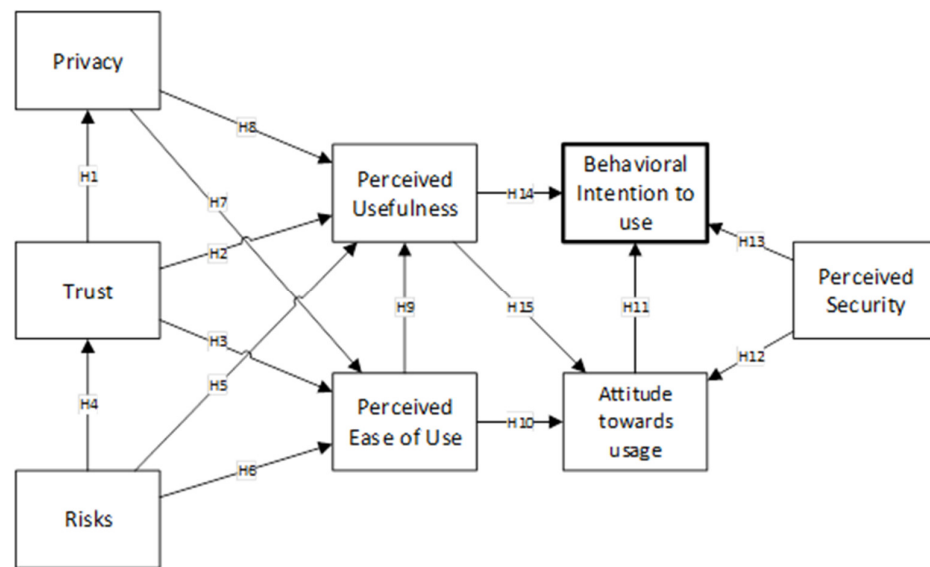 Privacy
H8
H1
H7
Perceived
Usefulness
H14
Behavioral
Intention to
use
H2
H13
Trust
Perceived
Security
H9
H15
H11
H3
H5
H12
H4
Perceived
Ease of Use
H10
Attitude
towards
usage
H6
Risks